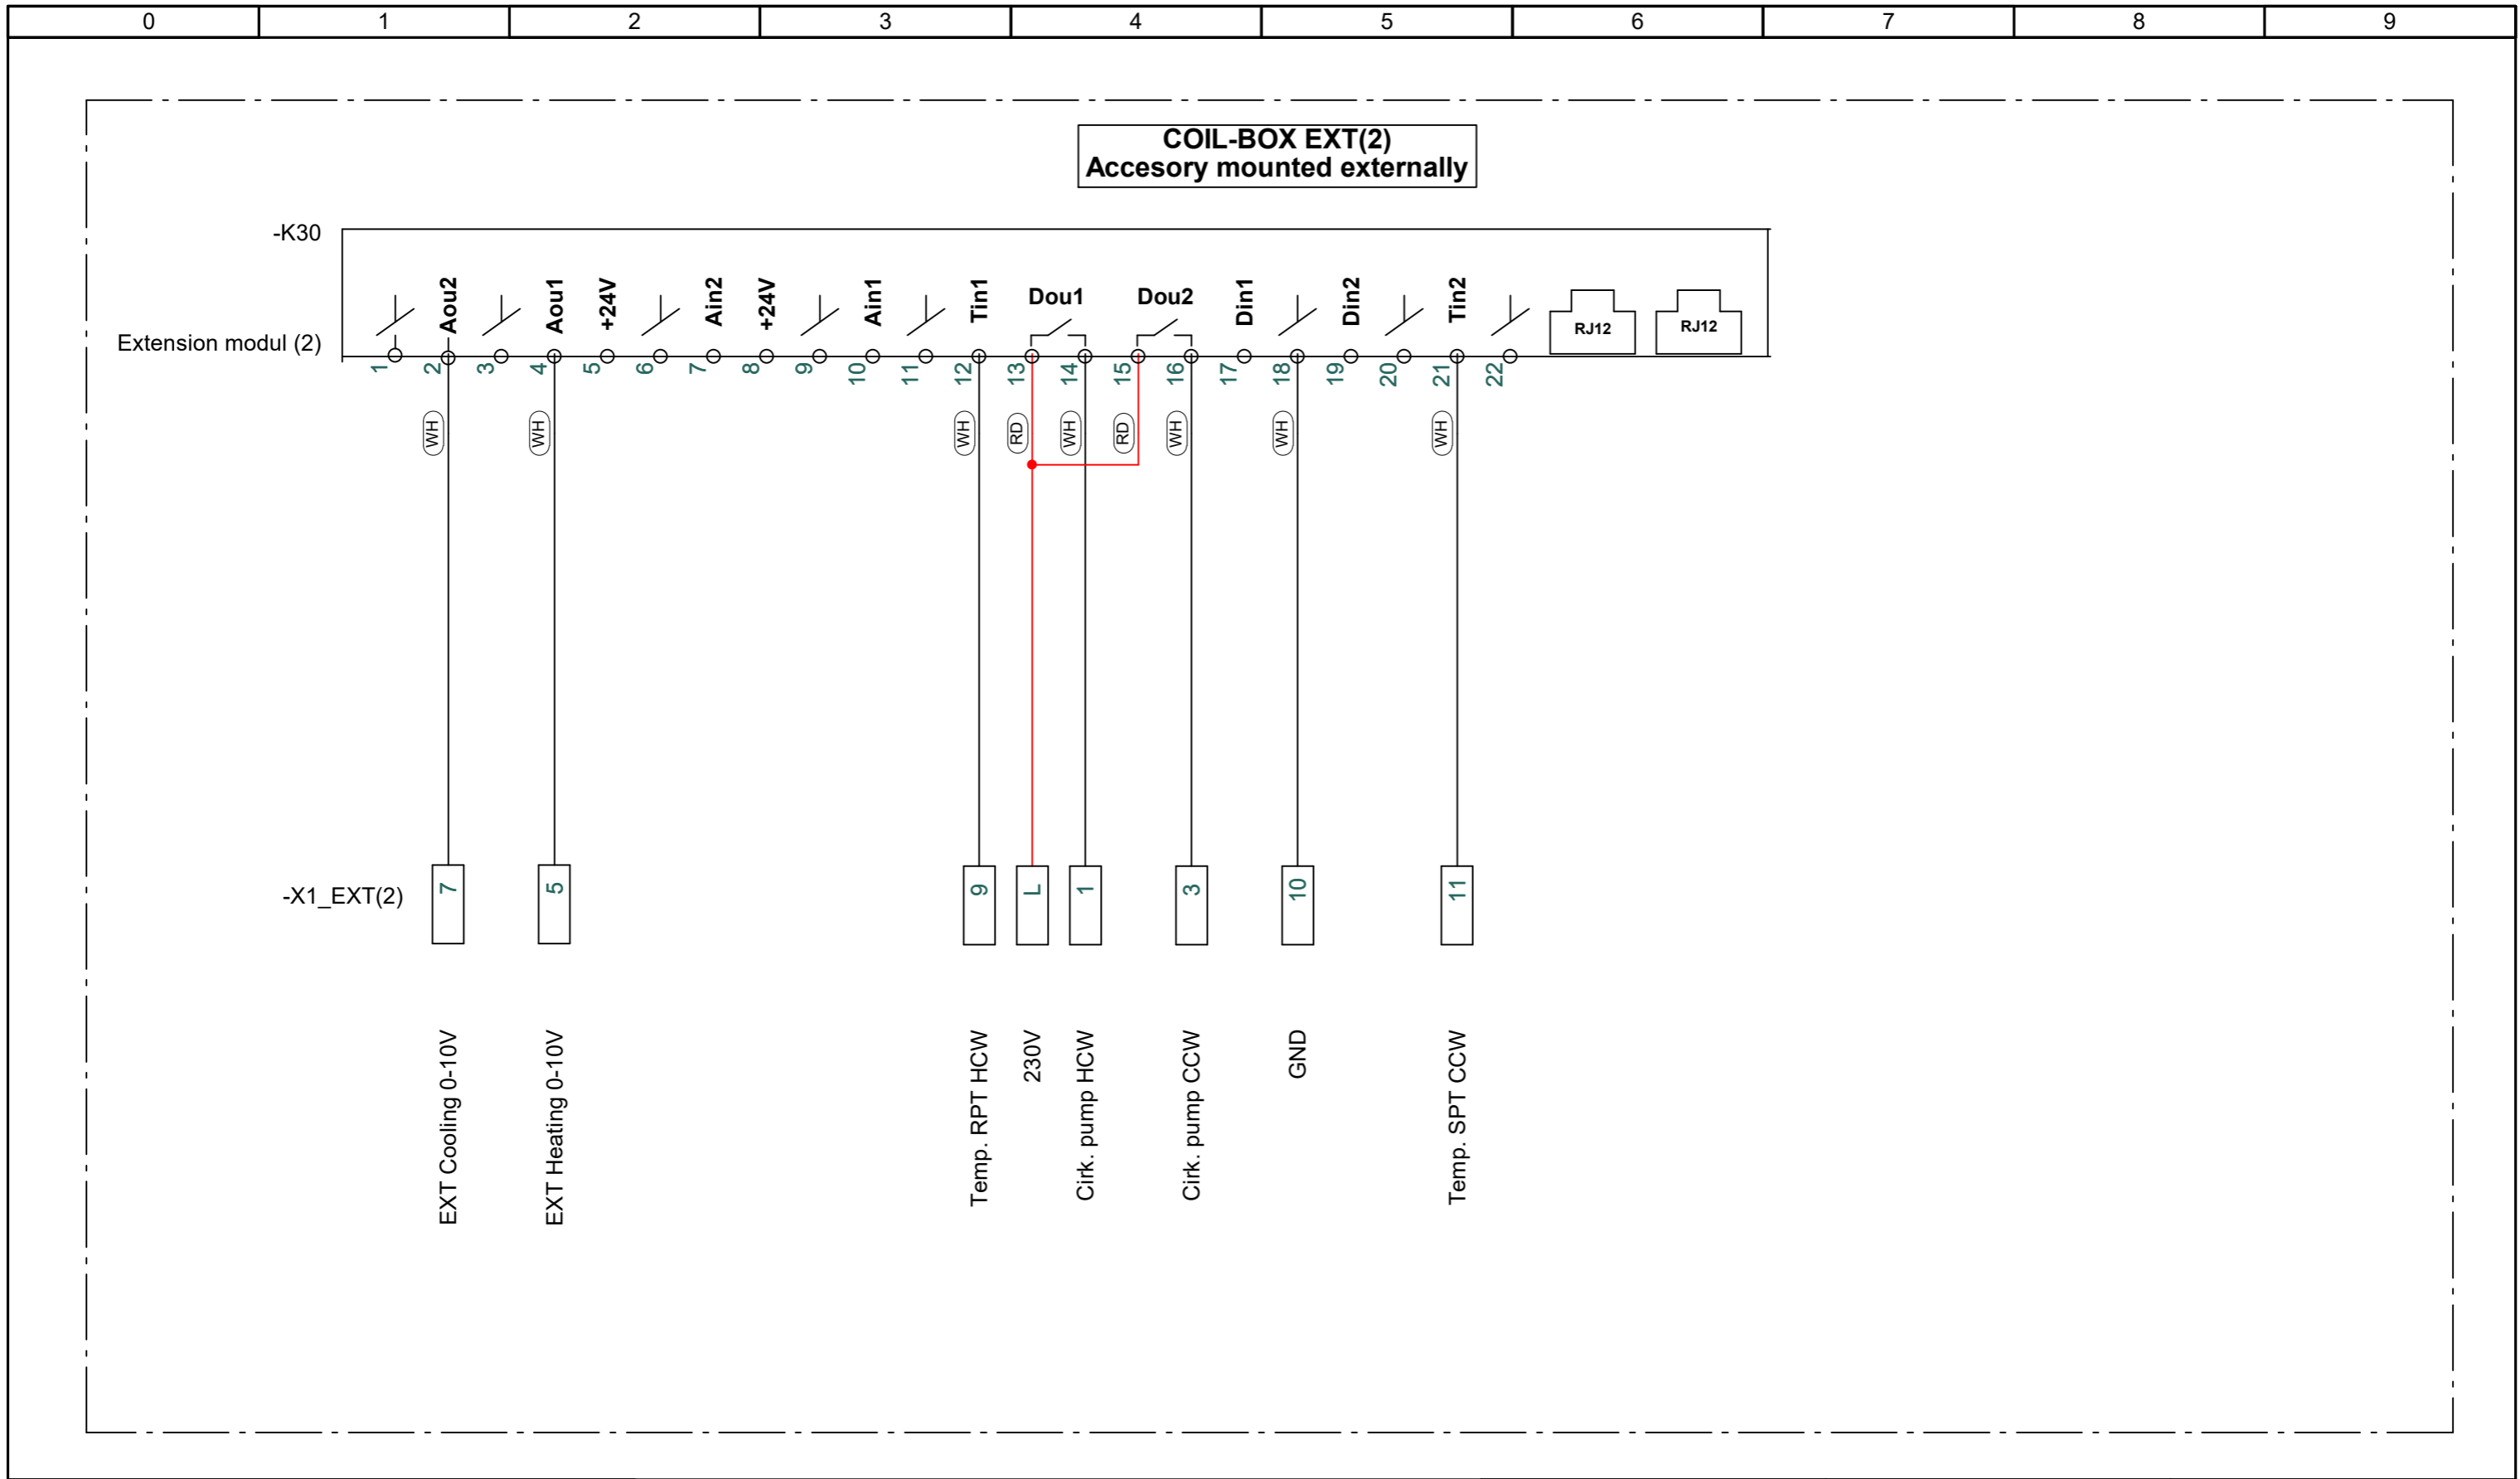 0 1 2 3 4 5 6 7 8 9
COIL-BOX EXT(2)
Accesory mounted externally
-K30
Aou2 Aou1 +24V Ain2 +24V Ain1 Tin1 Dou1 Dou2 Din1 Din2 Tin2 RJ12 RJ12
Extension modul (2)
1 2 3 4 5 6 7 8 9 10 11 12 13 14 15 16 17 18 19 20 21 22
WH WH WH RD WH RD WH WH WH
-X1_EXT(2)
7 5 9 L 1 3 10 11
EXT Cooling 0-10V
EXT Heating 0-10V
Temp. RPT HCW
230V
Cirk. pump HCW
Cirk. pump CCW
GND
Temp. SPT CCW